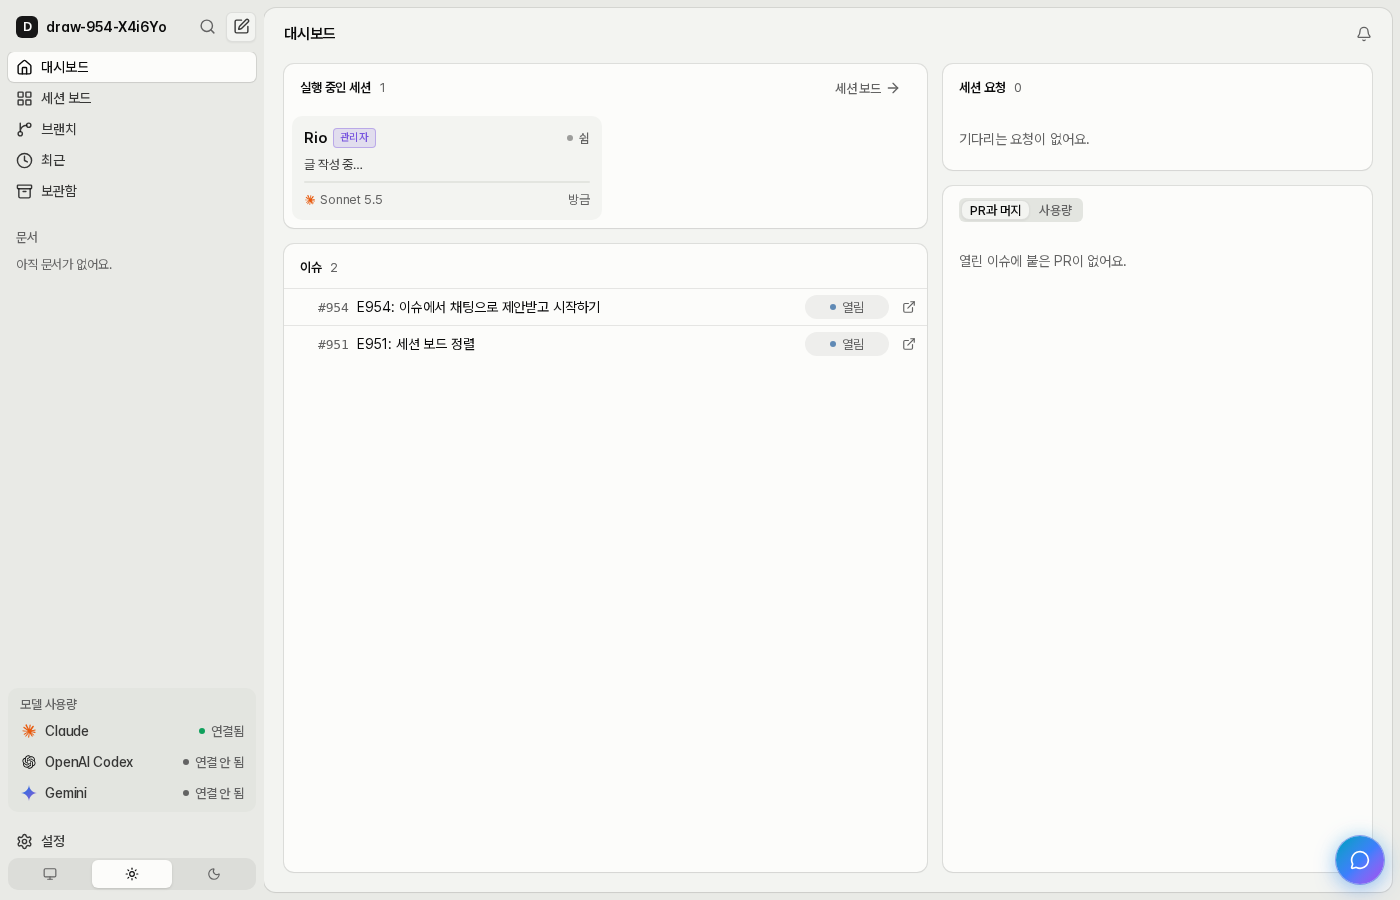 D draw-954-X4i6Yo
대시보드
세션 보드
브랜치
최근
보관함
문서
아직 문서가 없어요.
모델 사용량
Claude 연결됨
OpenAI Codex 연결 안 됨
Gemini 연결 안 됨
설정
대시보드
실행 중인 세션 1 세션 보드
Rio 관리자 쉼
글 작성 중…
Sonnet 5.5 방금
이슈 2
#954 E954: 이슈에서 채팅으로 제안받고 시작하기 열림
#951 E951: 세션 보드 정렬 열림
세션 요청 0
기다리는 요청이 없어요.
PR과 머지 사용량
열린 이슈에 붙은 PR이 없어요.